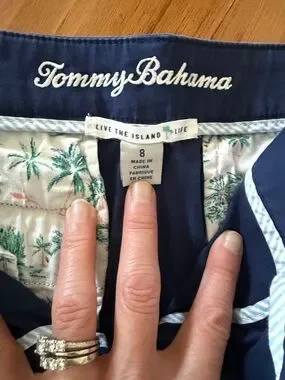 Tommy Bahama
LIVE THE ISLAND LIFE
8
MADE IN
CHINA
FABRIQUÉ
EN CHINE